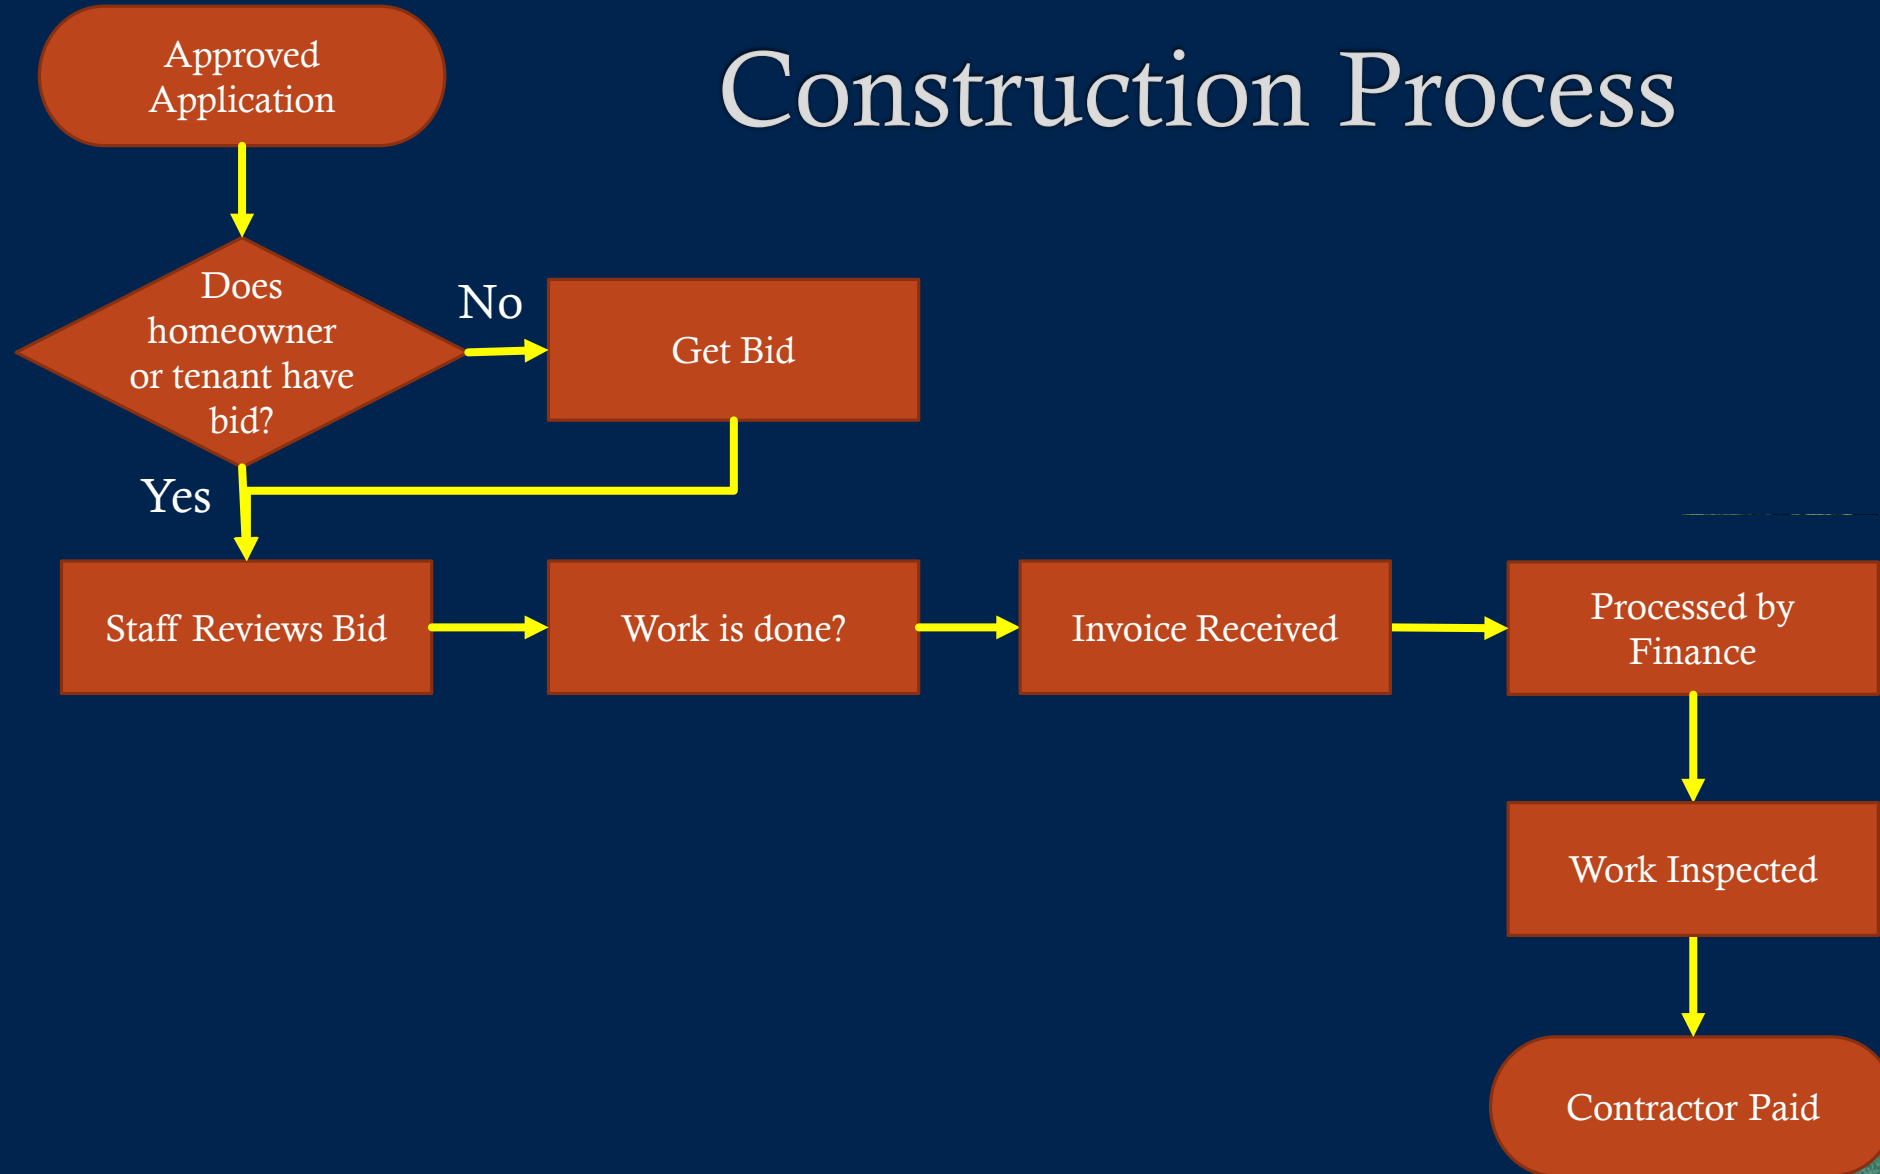 Construction Process
Approved
Application
Does
homeowner
or tenant have
bid?
No
Get Bid
Yes
Staff Reviews Bid
Work is done?
Invoice Received
Processed by
Finance
Work Inspected
Contractor Paid